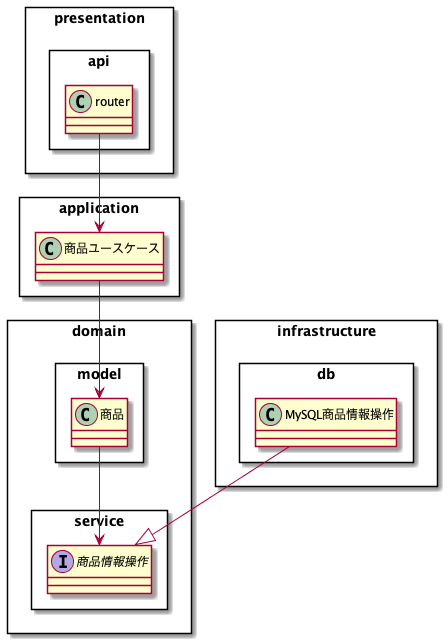 presentation
api
C router
application
C 商品ユースケース
domain
infrastructure
model
db
C 商品
C MySQL商品情報操作
service
I 商品情報操作